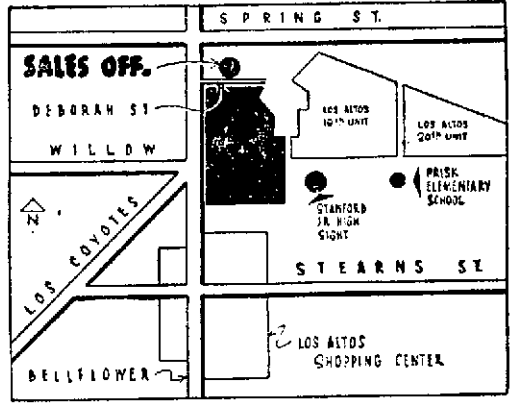 SPRING ST.
SALES OFF.
DEBORAH ST
WILLOW
LOS ALTOS
10TH UNIT
LOS ALTOS
20TH UNIT
PRISK
ELEMENTARY
SCHOOL
STANFORD
JR HIGH
SIGHT
N
LOS COYOTES
STEARNS ST.
LOS ALTOS
SHOPPING CENTER
BELLFLOWER